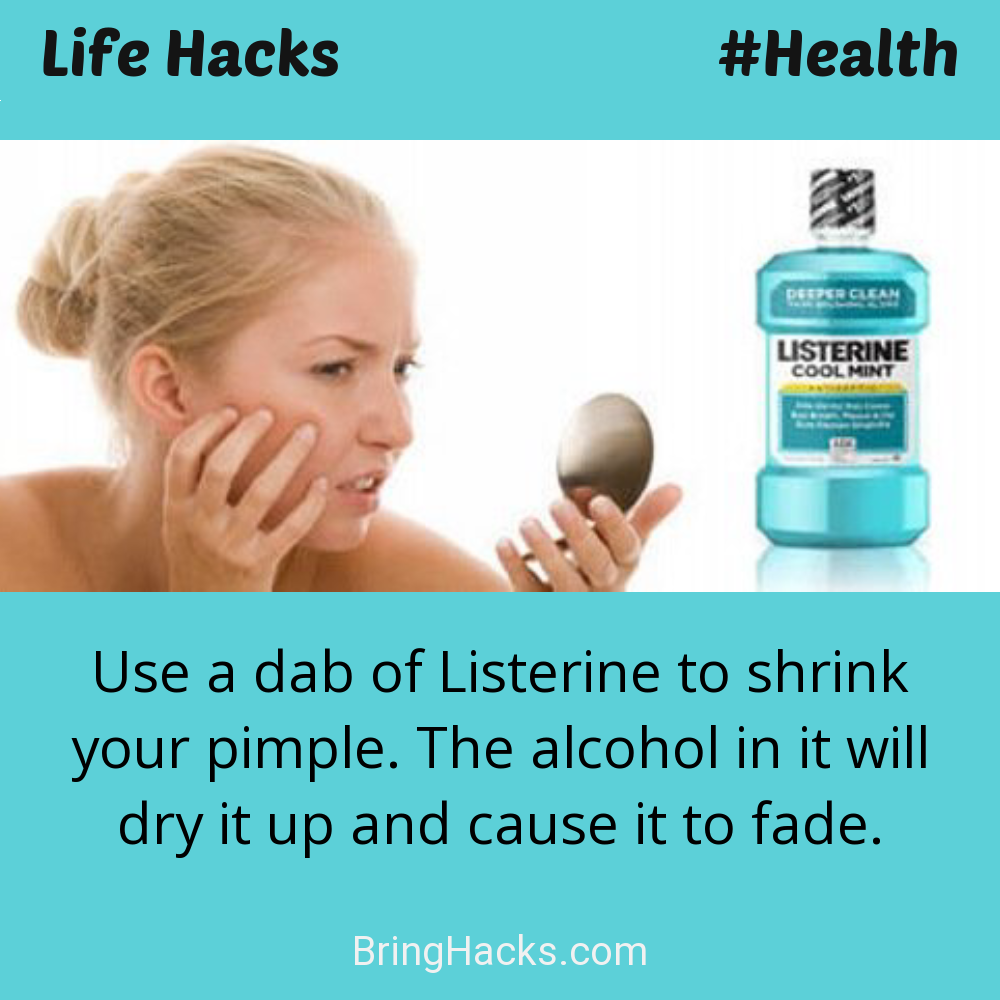 Life Hacks #Health
DEEPER CLEAN
LISTERINE
COOL MINT
ANTISEPTIC
Use a dab of Listerine to shrink
your pimple. The alcohol in it will
dry it up and cause it to fade.
BringHacks.com